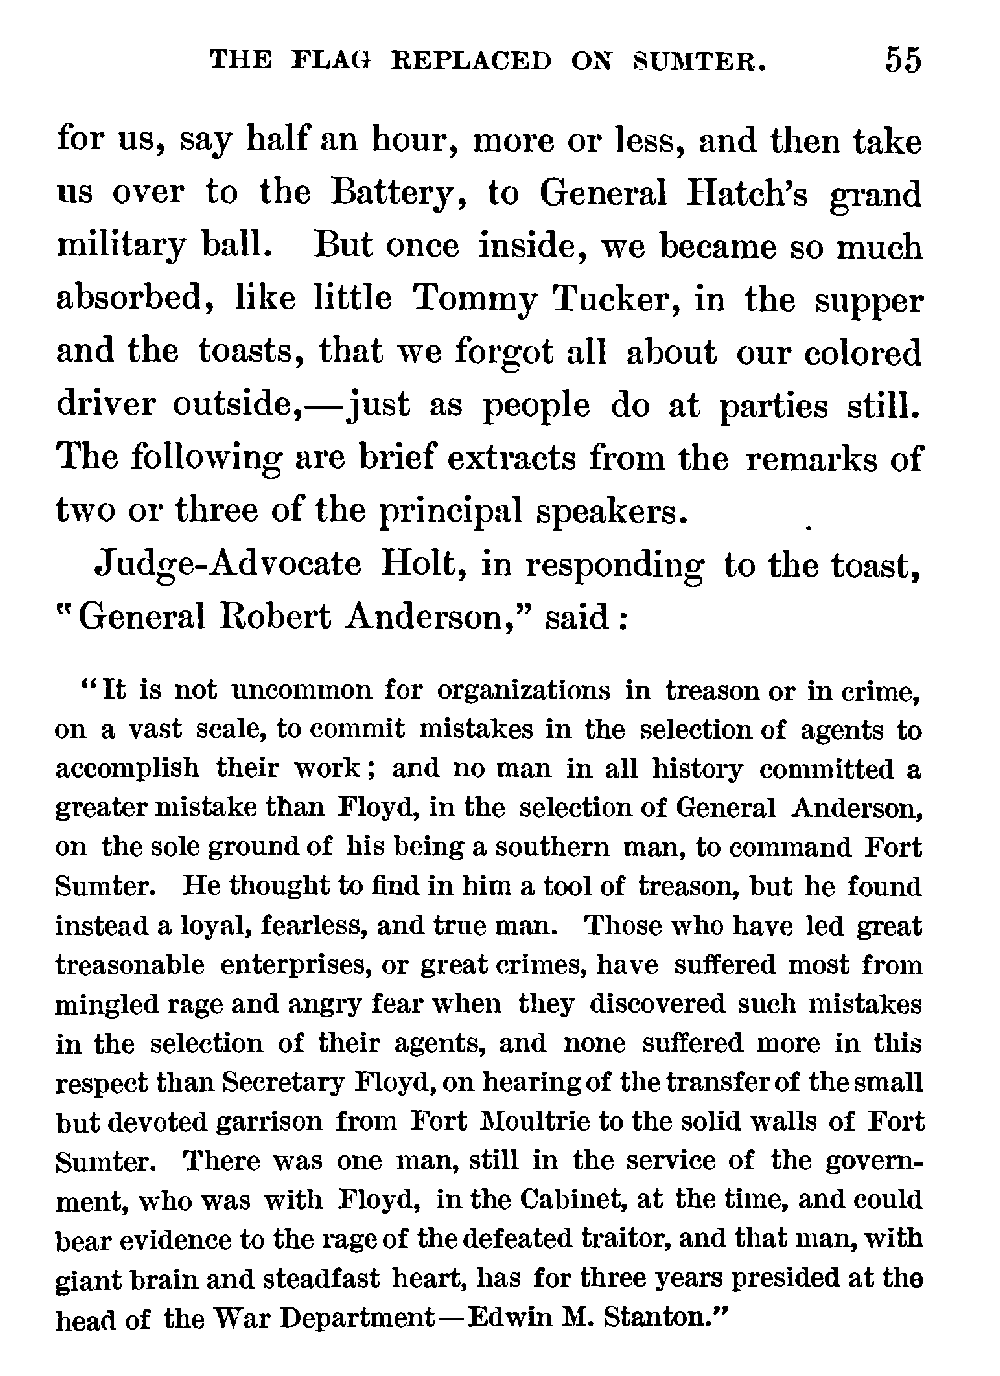 THE FLAG REPLACED ON SUMTER. 55
for us, say half an hour, more or less, and then take
us over to the Battery, to General Hatch's grand
military ball. But once inside, we became so much
absorbed, like little Tommy Tucker, in the supper
and the toasts, that we forgot all about our colored
driver outside,—just as people do at parties still.
The following are brief extracts from the remarks of
two or three of the principal speakers.
Judge-Advocate Holt, in responding to the toast,
"General Robert Anderson," said:
"It is not uncommon for organizations in treason or in crime,
on a vast scale, to commit mistakes in the selection of agents to
accomplish their work; and no man in all history committed a
greater mistake than Floyd, in the selection of General Anderson,
on the sole ground of his being a southern man, to command Fort
Sumter. He thought to find in him a tool of treason, but he found
instead a loyal, fearless, and true man. Those who have led great
treasonable enterprises, or great crimes, have suffered most from
mingled rage and angry fear when they discovered such mistakes
in the selection of their agents, and none suffered more in this
respect than Secretary Floyd, on hearing of the transfer of the small
but devoted garrison from Fort Moultrie to the solid walls of Fort
Sumter. There was one man, still in the service of the govern-
ment, who was with Floyd, in the Cabinet, at the time, and could
bear evidence to the rage of the defeated traitor, and that man, with
giant brain and steadfast heart, has for three years presided at the
head of the War Department—Edwin M. Stanton."